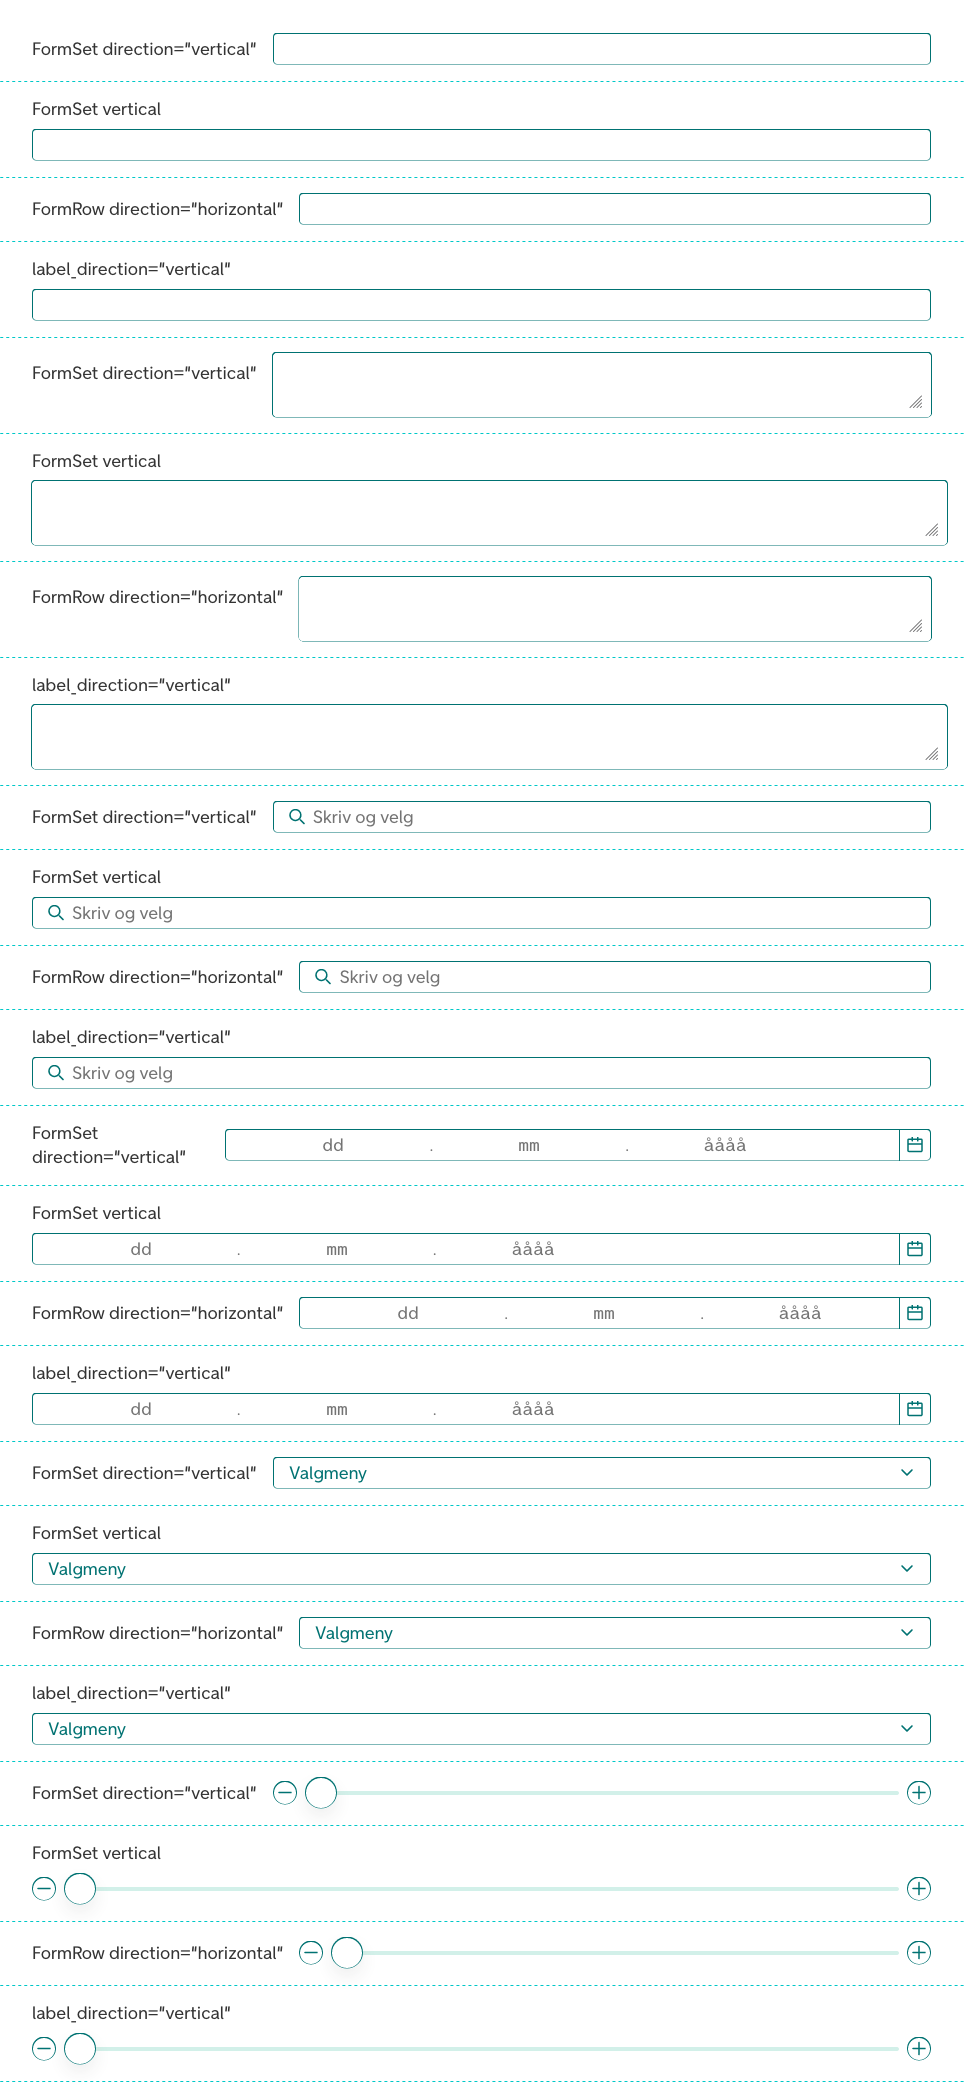 FormSet direction="vertical"
FormSet vertical
FormRow direction="horizontal"
label_direction="vertical"
FormSet direction="vertical"
FormSet vertical
FormRow direction="horizontal"
label_direction="vertical"
FormSet direction="vertical" Skriv og velg
FormSet vertical
Skriv og velg
FormRow direction="horizontal" Skriv og velg
label_direction="vertical"
Skriv og velg
FormSet
direction="vertical" dd . mm . åååå
FormSet vertical
dd . mm . åååå
FormRow direction="horizontal" dd . mm . åååå
label_direction="vertical"
dd . mm . åååå
FormSet direction="vertical" Valgmeny
FormSet vertical
Valgmeny
FormRow direction="horizontal" Valgmeny
label_direction="vertical"
Valgmeny
FormSet direction="vertical"
FormSet vertical
FormRow direction="horizontal"
label_direction="vertical"